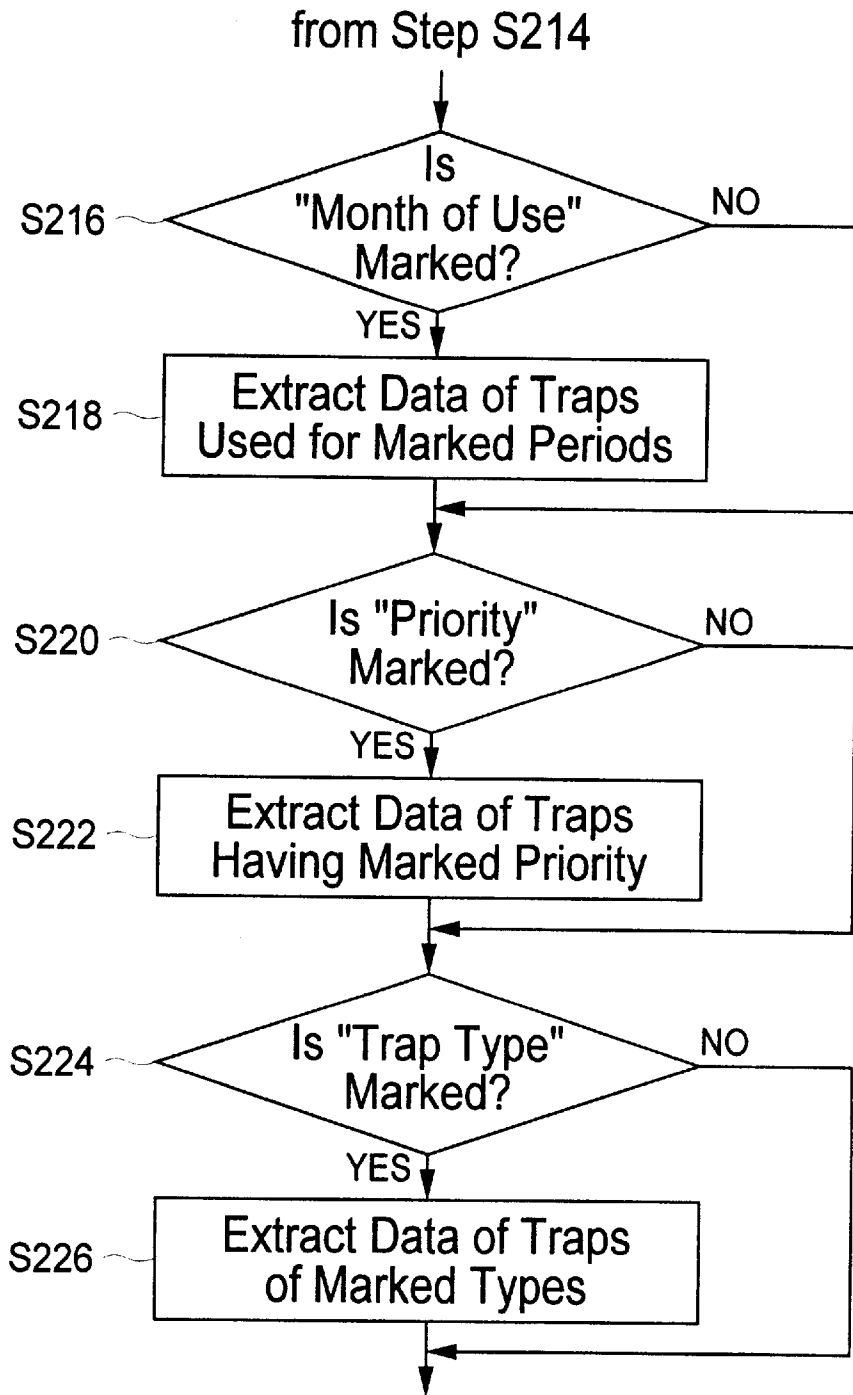 from Step S214
Is
"Month of Use"
Marked?
S216
NO
YES
S218
Extract Data of Traps
Used for Marked Periods
S220
Is "Priority"
Marked?
NO
YES
S222
Extract Data of Traps
Having Marked Priority
S224
Is "Trap Type"
Marked?
NO
YES
S226
Extract Data of Traps
of Marked Types